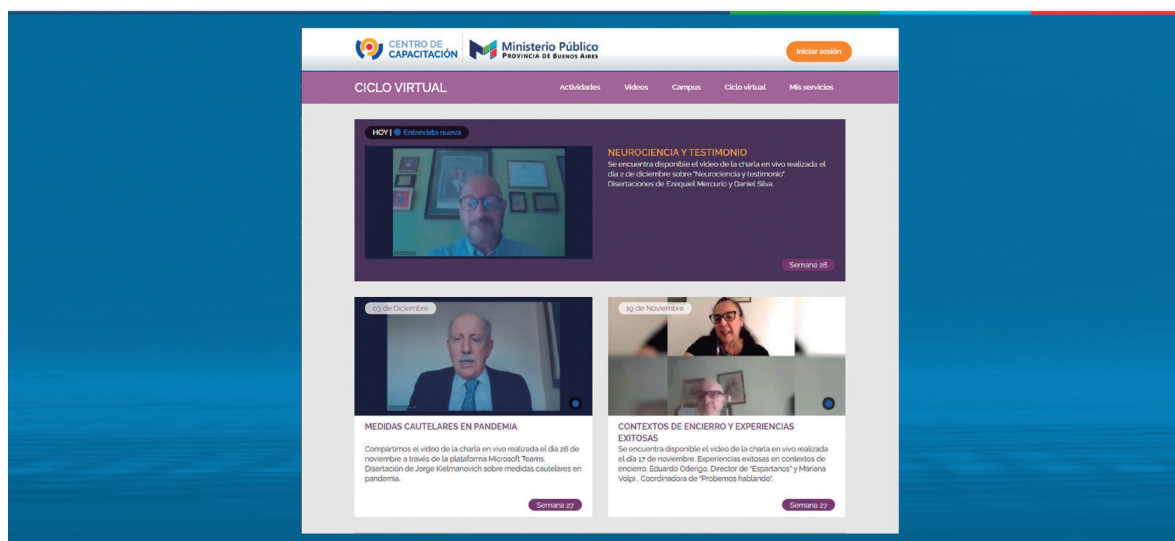 CENTRO DE
CAPACITACIÓN
Ministerio Público
PROVINCIA DE BUENOS AIRES
Iniciar sesión
CICLO VIRTUAL
Actividades Videos Campus Ciclo virtual Mis servicios
HOY | Entrevista nueva
NEUROCIENCIA Y TESTIMONIO
Se encuentra disponible el video de la charla en vivo realizada el
día 2 de diciembre sobre "Neurociencia y testimonio".
Disertaciones de Ezequiel Mercurio y Daniel Silva.
Semana 28
03 de Diciembre
MEDIDAS CAUTELARES EN PANDEMIA
Compartimos el video de la charla en vivo realizada el día 26 de
noviembre a través de la plataforma Microsoft Teams.
Disertación de Jorge Kielmanovich sobre medidas cautelares en
pandemia.
Semana 27
19 de Noviembre
CONTEXTOS DE ENCIERRO Y EXPERIENCIAS
EXITOSAS
Se encuentra disponible el video de la charla en vivo realizada
el día 17 de noviembre. Experiencias exitosas en contextos de
encierro. Eduardo Oderigo, Director de "Espartanos" y Mariana
Volpi , Coordinadora de "Probemos hablando".
Semana 27